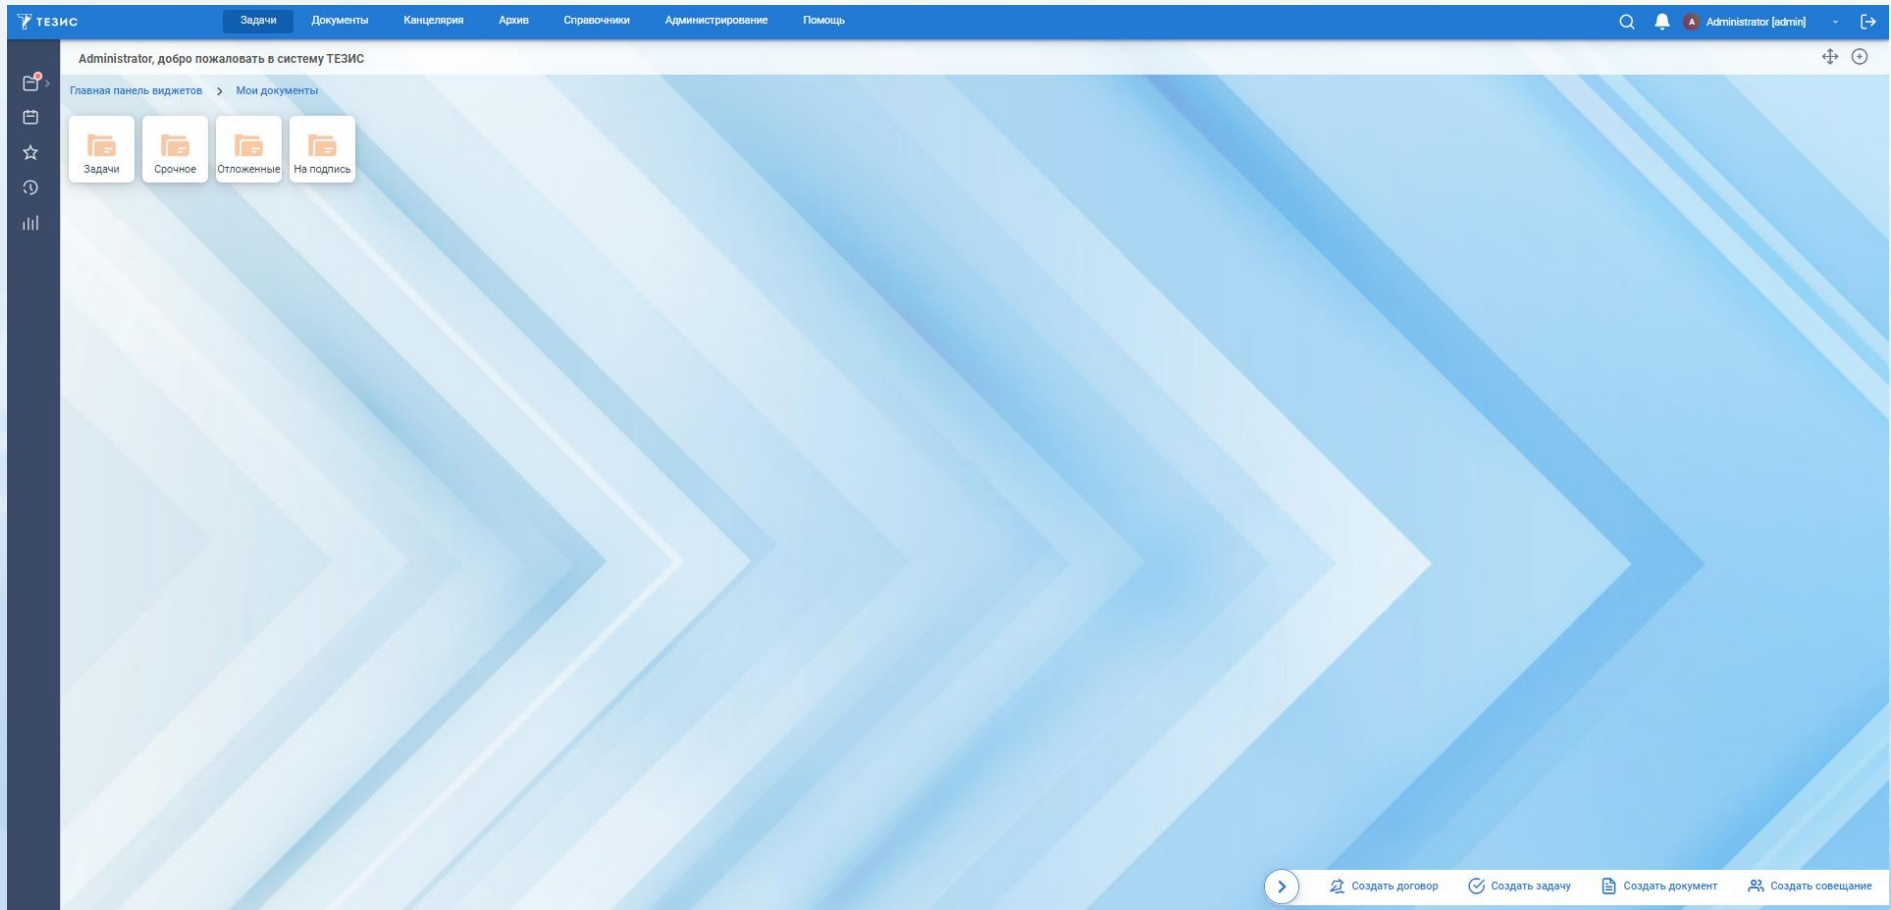 ТЕЗИС
Задачи Документы Канцелярия Архив Справочники Администрирование Помощь
A Administrator [admin]
Administrator, добро пожаловать в систему ТЕЗИС
Главная панель виджетов > Мои документы
Задачи Срочное Отложенные На подпись
Создать договор Создать задачу Создать документ Создать совещание